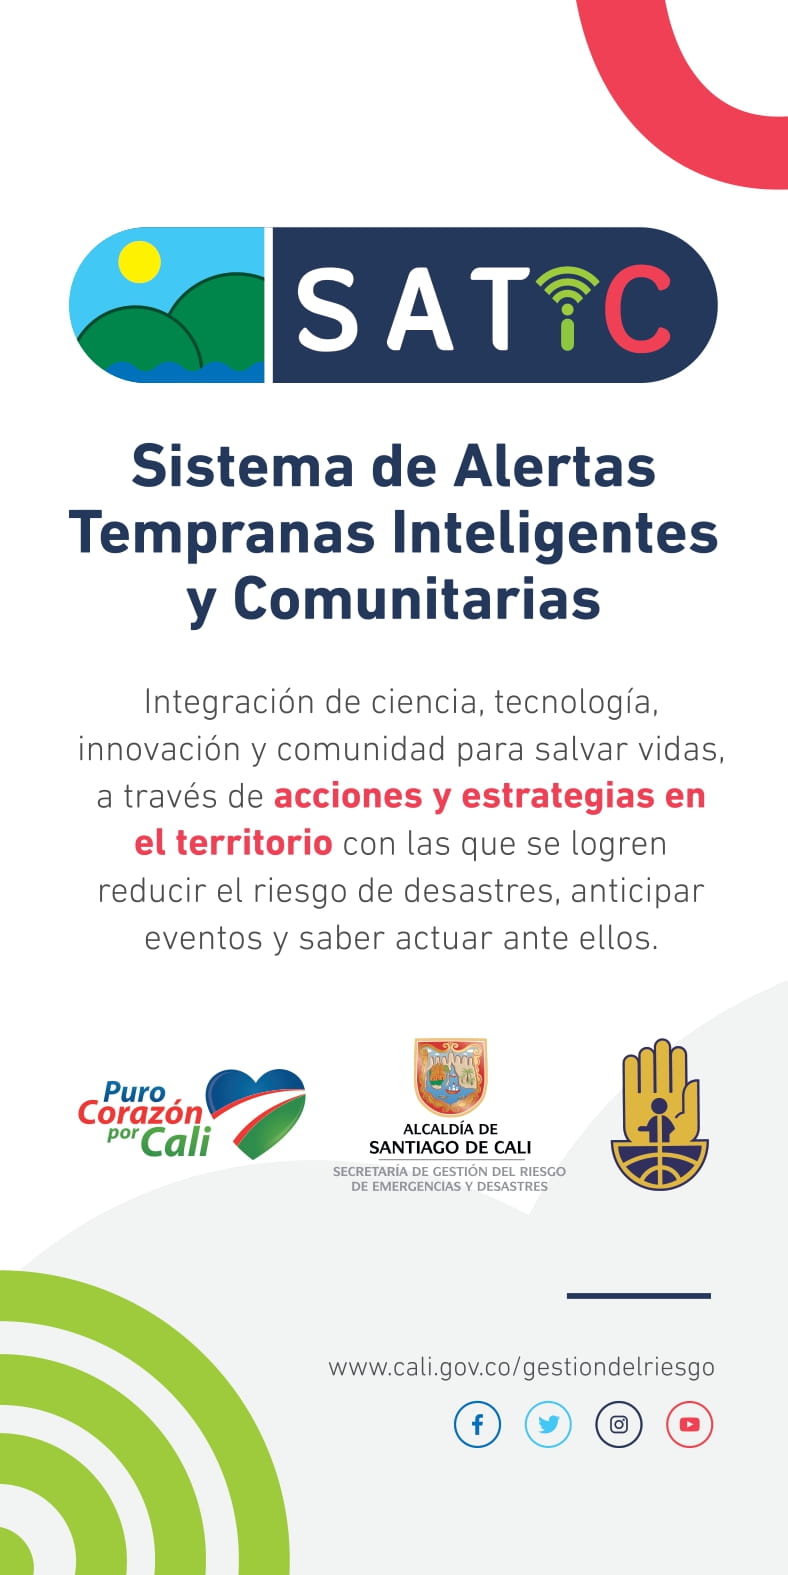 SATiC
Sistema de Alertas
Tempranas Inteligentes
y Comunitarias
Integración de ciencia, tecnología,
innovación y comunidad para salvar vidas,
a través de acciones y estrategias en
el territorio con las que se logren
reducir el riesgo de desastres, anticipar
eventos y saber actuar ante ellos.
Puro
Corazón
por Cali
ALCALDÍA DE
SANTIAGO DE CALI
SECRETARÍA DE GESTIÓN DEL RIESGO
DE EMERGENCIAS Y DESASTRES
www.cali.gov.co/gestiondelriesgo